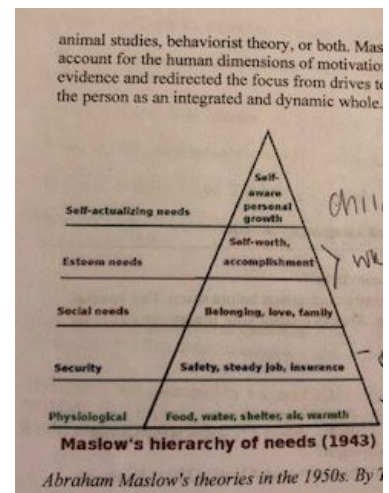 animal studies, behaviorist theory, or both. Mas
account for the human dimensions of motivation
evidence and redirected the focus from drives to
the person as an integrated and dynamic whole.
Self-
aware
personal
growth
Self-actualizing needs
Self-worth,
accomplishment
Esteem needs
Social needs
Belonging, love, family
Security
Safety, steady job, insurance
Physiological
Food, water, shelter, air, warmth
Maslow's hierarchy of needs (1943)
Abraham Maslow's theories in the 1950s. By